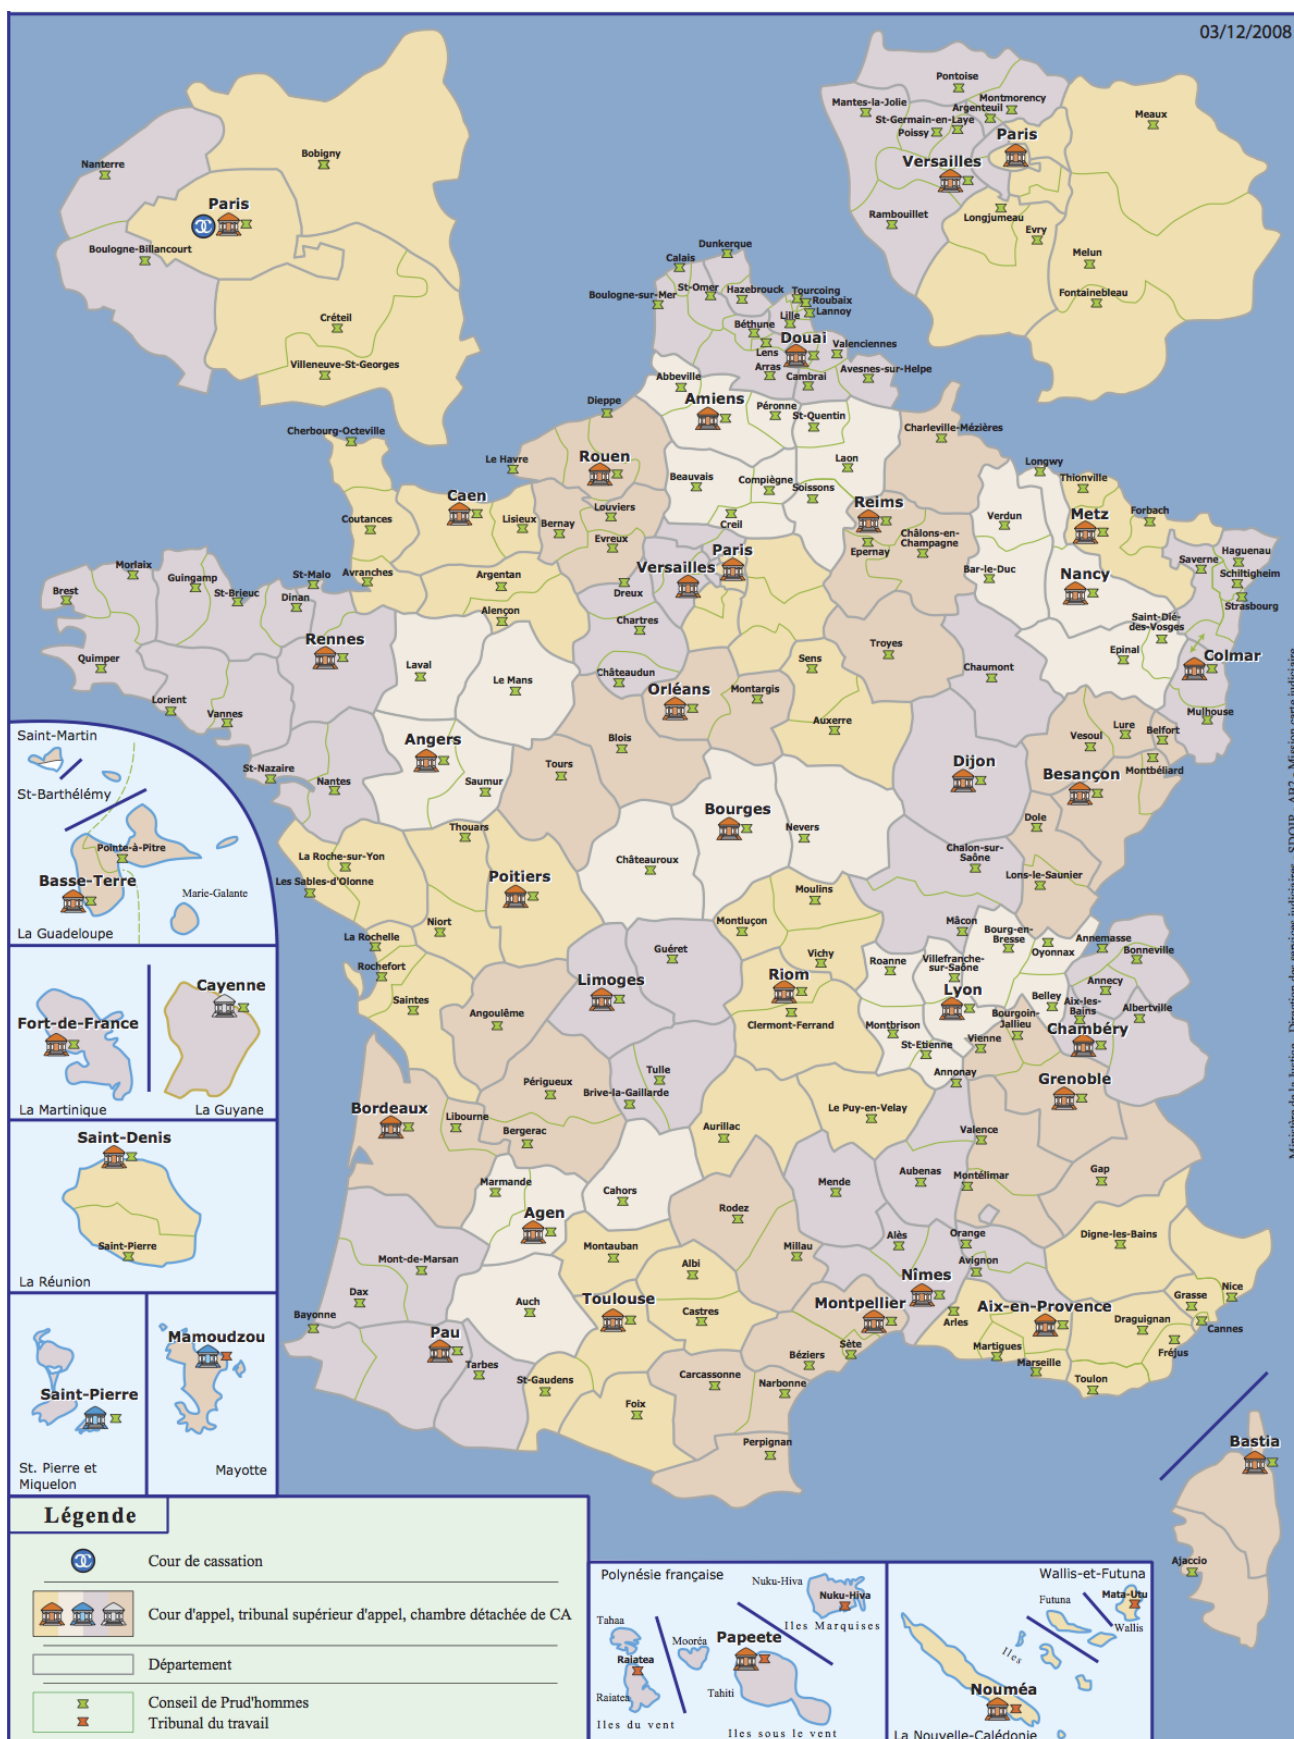 03/12/2008
Nanterre
Bobigny
Paris
Boulogne-Billancourt
Créteil
Villeneuve-St-Georges
Pontoise
Mantes-la-Jolie
Montmorency
Argenteuil
St-Germain-en-Laye
Poissy
Paris
Meaux
Versailles
Rambouillet
Longjumeau
Evry
Melun
Fontainebleau
Dunkerque
Calais
St-Omer
Hazebrouck
Tourcoing
Roubaix
Lannoy
Boulogne-sur-Mer
Béthune
Lille
Douai
Lens
Valenciennes
Arras
Cambrai
Avesnes-sur-Helpe
Abbeville
Amiens
Péronne
St-Quentin
Dieppe
Charleville-Mézières
Cherbourg-Octeville
Le Havre
Rouen
Beauvais
Compiègne
Laon
Soissons
Creil
Longwy
Thionville
Caen
Lisieux
Bernay
Louviers
Evreux
Coutances
Reims
Epernay
Châlons-en-
Champagne
Verdun
Metz
Forbach
Bar-le-Duc
Nancy
Saverne
Haguenau
Schiltigheim
Strasbourg
Versailles
Paris
Dreux
Chartres
Châteaudun
Morlaix
Guingamp
St-Malo
Avranches
Argentan
Alençon
Brest
St-Brieuc
Dinan
Quimper
Rennes
Laval
Le Mans
Lorient
Vannes
Saint-Dié-
des-Vosges
Epinal
Colmar
Mulhouse
Troyes
Sens
Chaumont
Orléans
Montargis
Auxerre
Blois
Tours
Angers
Saumur
St-Nazaire
Nantes
Lure
Belfort
Vesoul
Montbéliard
Dijon
Besançon
Dole
Bourges
Nevers
Châteauroux
Thouars
La Roche-sur-Yon
Les Sables-d'Olonne
Poitiers
Niort
Chalon-sur-
Saône
Lons-le-Saunier
Moulins
Montluçon
Mâcon
Bourg-en-
Bresse
Oyonnax
Annemasse
Bonneville
La Rochelle
Rochefort
Saintes
Guéret
Limoges
Vichy
Riom
Clermont-Ferrand
Roanne
Villefranche-
sur-Saône
Lyon
Belley
Annecy
Aix-les-
Bains
Albertville
Chambéry
Bourgoin-
Jallieu
Montbrison
St-Etienne
Vienne
Annonay
Grenoble
Angoulême
Périgueux
Tulle
Brive-la-Gaillarde
Bordeaux
Libourne
Bergerac
Aurillac
Le Puy-en-Velay
Valence
Gap
Marmande
Cahors
Agen
Rodez
Mende
Aubenas
Montélimar
Mont-de-Marsan
Montauban
Albi
Millau
Alès
Orange
Avignon
Digne-les-Bains
Dax
Bayonne
Auch
Toulouse
Castres
Nîmes
Montpellier
Arles
Aix-en-Provence
Nice
Grasse
Cannes
Draguignan
Fréjus
Martigues
Marseille
Toulon
Pau
Tarbes
St-Gaudens
Foix
Béziers
Sète
Carcassonne
Narbonne
Perpignan
Bastia
Ajaccio
Saint-Martin
St-Barthélémy
Pointe-à-Pitre
Basse-Terre
Marie-Galante
La Guadeloupe
Fort-de-France
La Martinique
Cayenne
La Guyane
Saint-Denis
Saint-Pierre
La Réunion
Saint-Pierre
St. Pierre et
Miquelon
Mamoudzou
Mayotte
Légende
Cour de cassation
Cour d'appel, tribunal supérieur d'appel, chambre détachée de CA
Département
Conseil de Prud'hommes
Tribunal du travail
Polynésie française
Nuku-Hiva
Nuku-Hiva
Iles Marquises
Tahaa
Raiatea
Raiatea
Iles du vent
Mooréa
Papeete
Tahiti
Iles sous le vent
Wallis-et-Futuna
Futuna
Mata-Utu
Wallis
Iles
Nouméa
La Nouvelle-Calédonie